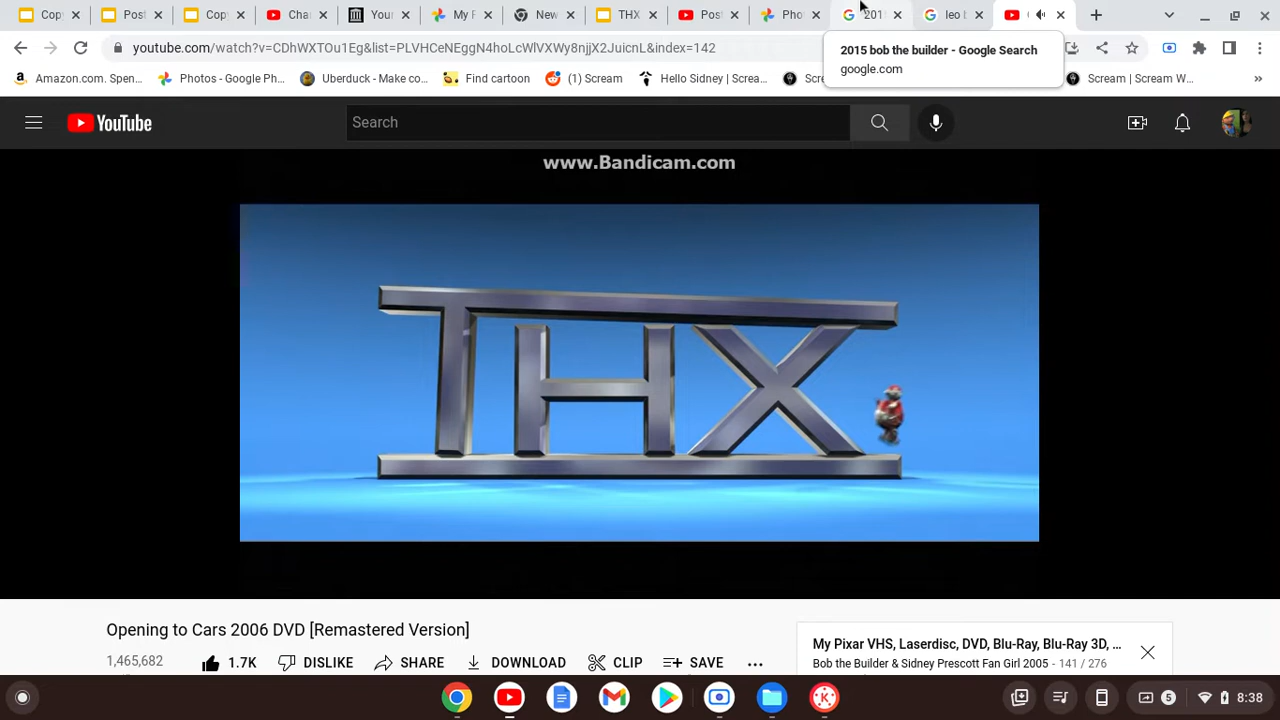 Cop
Post
Cop
Cha
Your
My P
New
THX
Post
Pho
201
leo l
youtube.com/watch?v=CDhWXTOu1Eg&list=PLVHCeNEggN4hoLcWlVXWy8njjX2JuicnL&index=142
2015 bob the builder - Google Search
google.com
Amazon.com. Spen...
Photos - Google Ph...
Uberduck - Make co...
Find cartoon
(1) Scream
Hello Sidney | Screa...
Scream | Scream W...
»
YouTube
Search
www.Bandicam.com
THX
Opening to Cars 2006 DVD [Remastered Version]
1,465,682
1.7K
DISLIKE
SHARE
DOWNLOAD
CLIP
SAVE
...
My Pixar VHS, Laserdisc, DVD, Blu-Ray, Blu-Ray 3D, ...
Bob the Builder & Sidney Prescott Fan Girl 2005 - 141 / 276
5
8:38